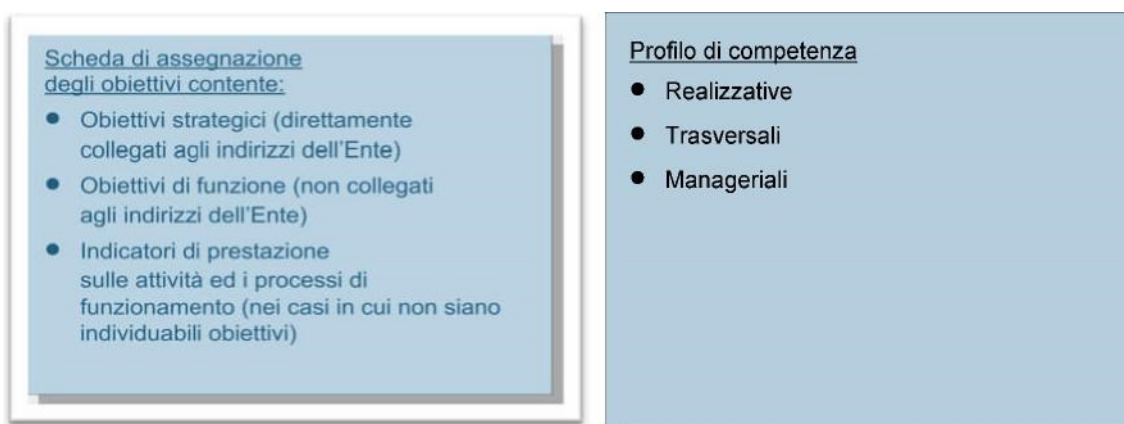 Scheda di assegnazione
degli obiettivi contente:
● Obiettivi strategici (direttamente
collegati agli indirizzi dell'Ente)
● Obiettivi di funzione (non collegati
agli indirizzi dell'Ente)
● Indicatori di prestazione
sulle attività ed i processi di
funzionamento (nei casi in cui non siano
individuabili obiettivi)
Profilo di competenza
● Realizzative
● Trasversali
● Manageriali